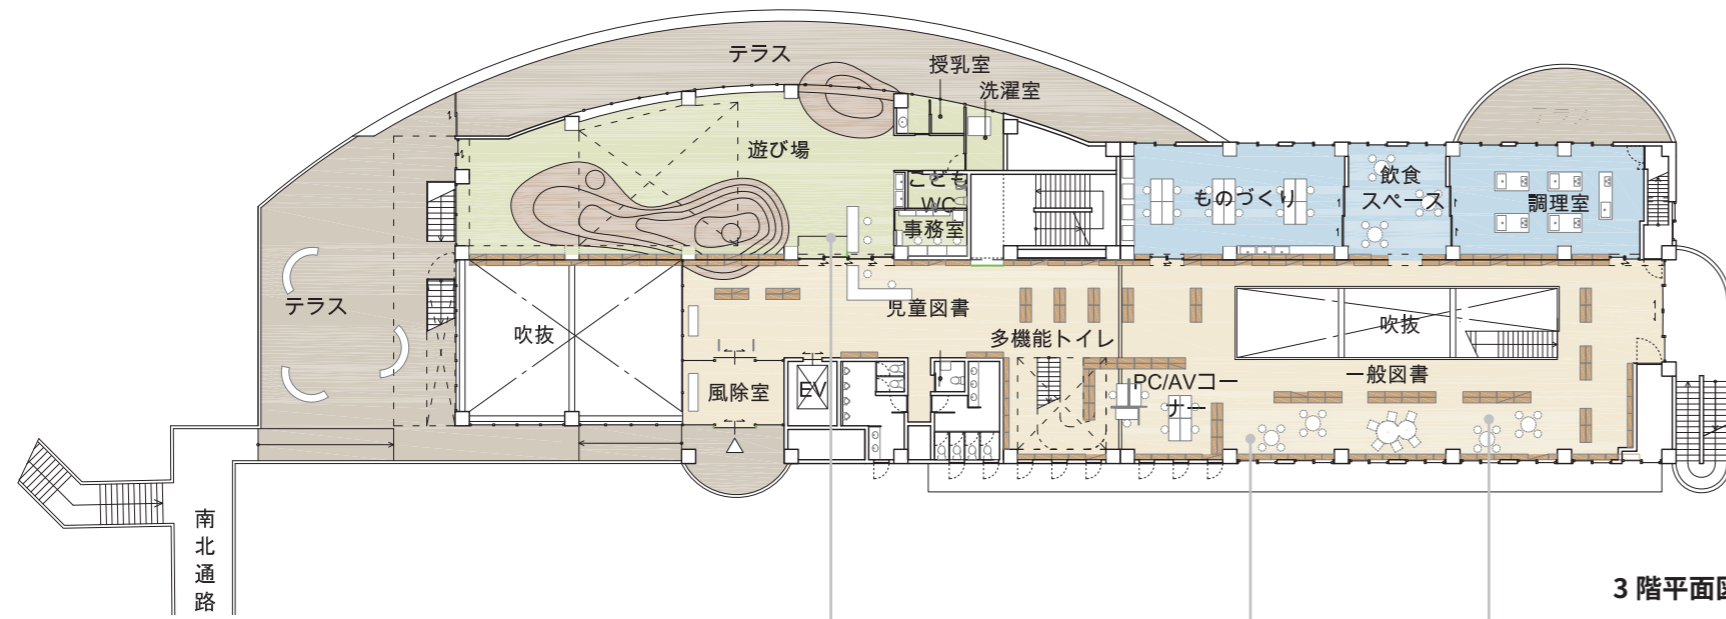 テラス
授乳室
洗濯室
遊び場
こども
WC
事務室
ものづくり
飲食
スペース
調理室
テラス
吹抜
児童図書
多機能トイレ
吹抜
風除室
EV
PC/AVコー
ナー
一般図書
南北通路
3 階平面図